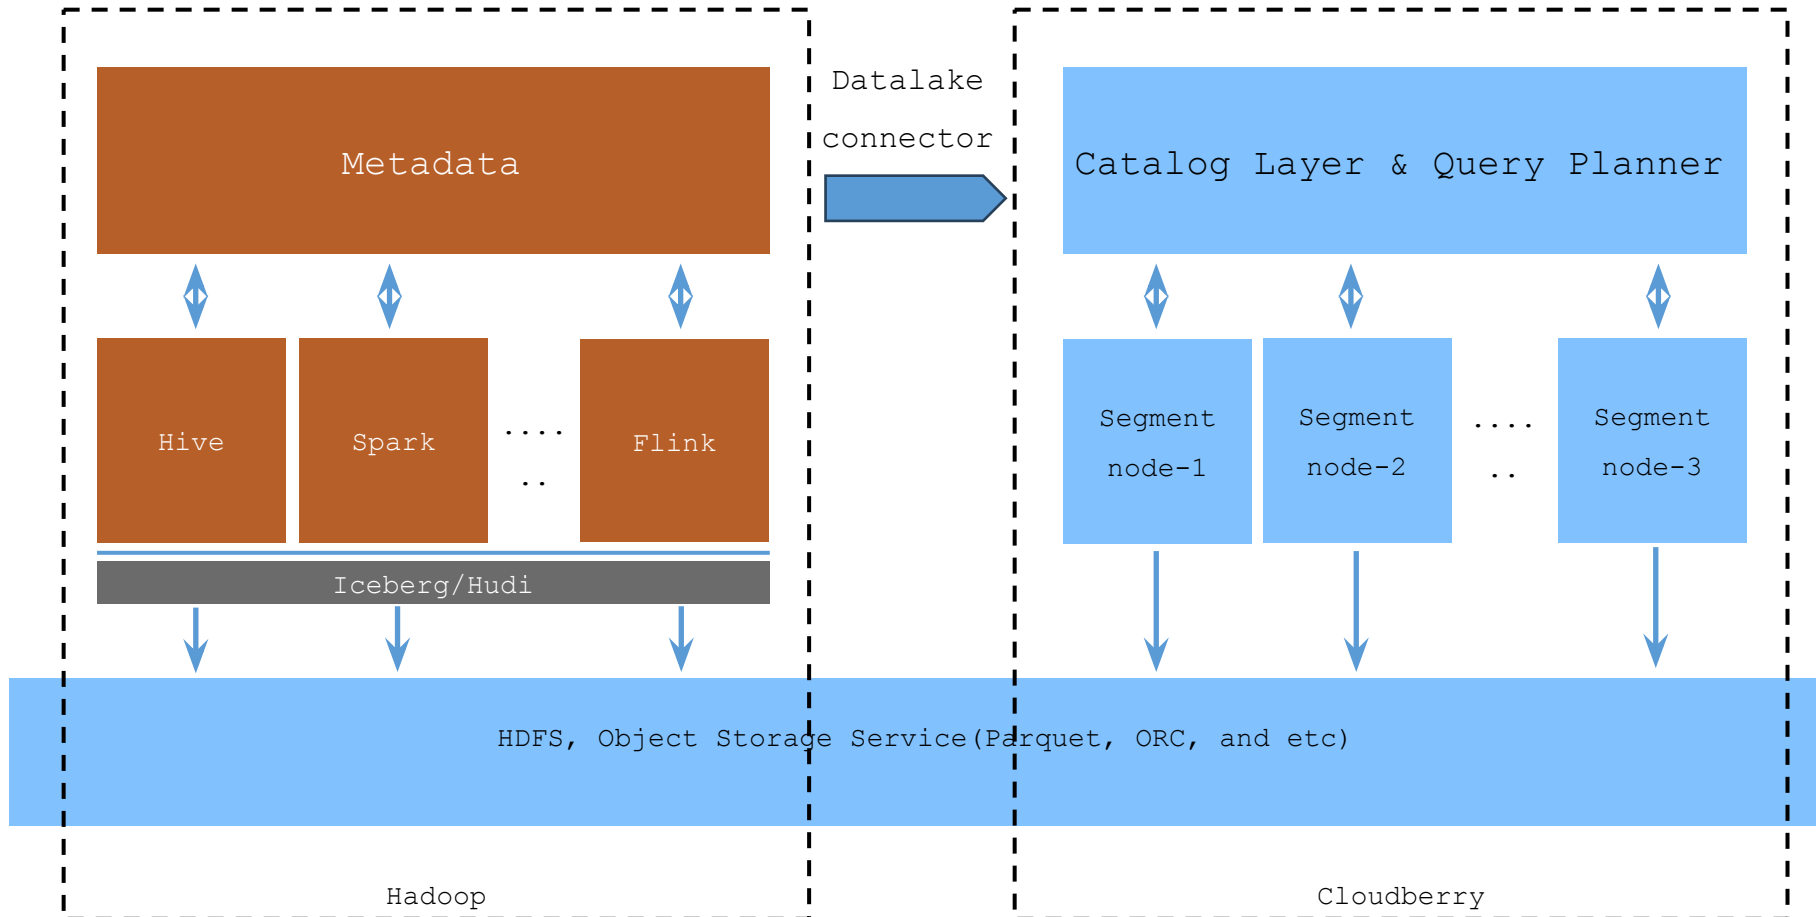 Datalake
connector
Metadata
Catalog Layer & Query Planner
Hive
Spark
....
..
Flink
Segment
node-1
Segment
node-2
....
..
Segment
node-3
Iceberg/Hudi
HDFS, Object Storage Service(Parquet, ORC, and etc)
Hadoop
Cloudberry